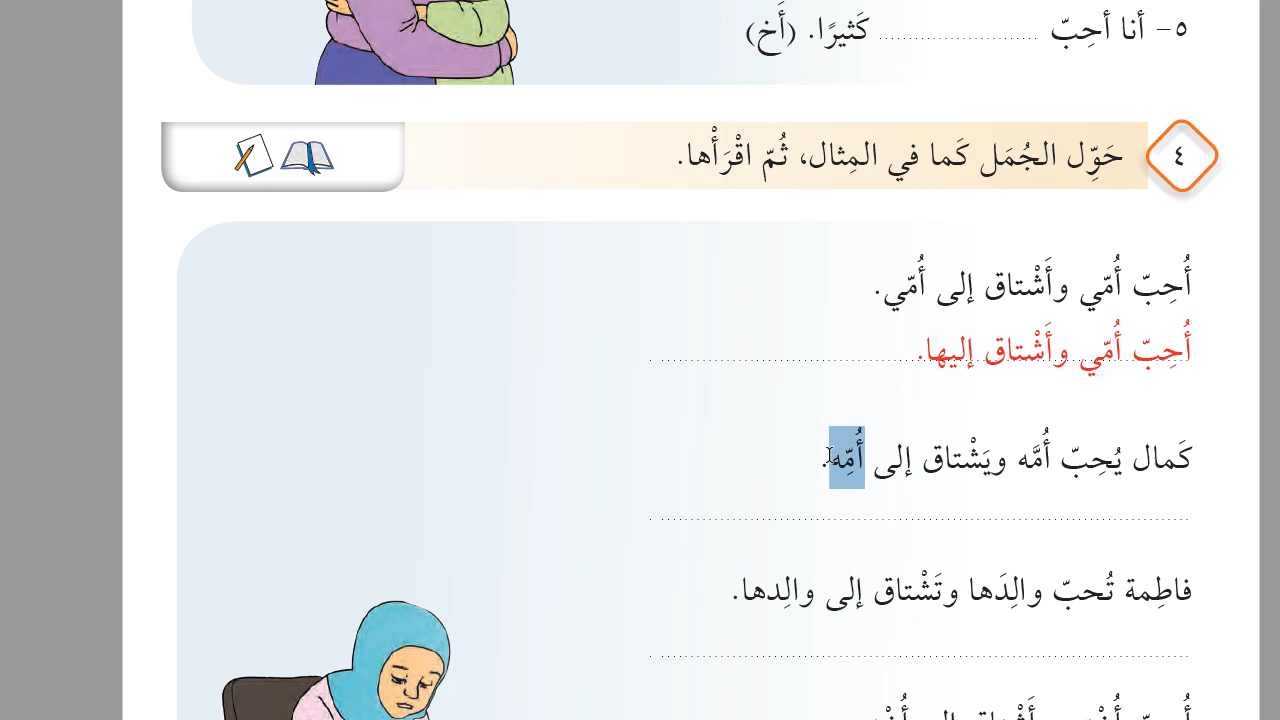 ٥- أنا أحِبّ ........................... كَثيرًا. (أَخ)
٤
حَوِّل الجُمَل كَما في المِثال، ثُمّ اقْرَأْها.
أُحِبّ أُمّي وأَشْتاق إلى أُمّي.
أُحِبّ أُمّي وأَشْتاق إليها.
كَمال يُحِبّ أُمَّه ويَشْتاق إلى أُمِّه.
فاطِمة تُحبّ والِدَها وتَشْتاق إلى والِدها.